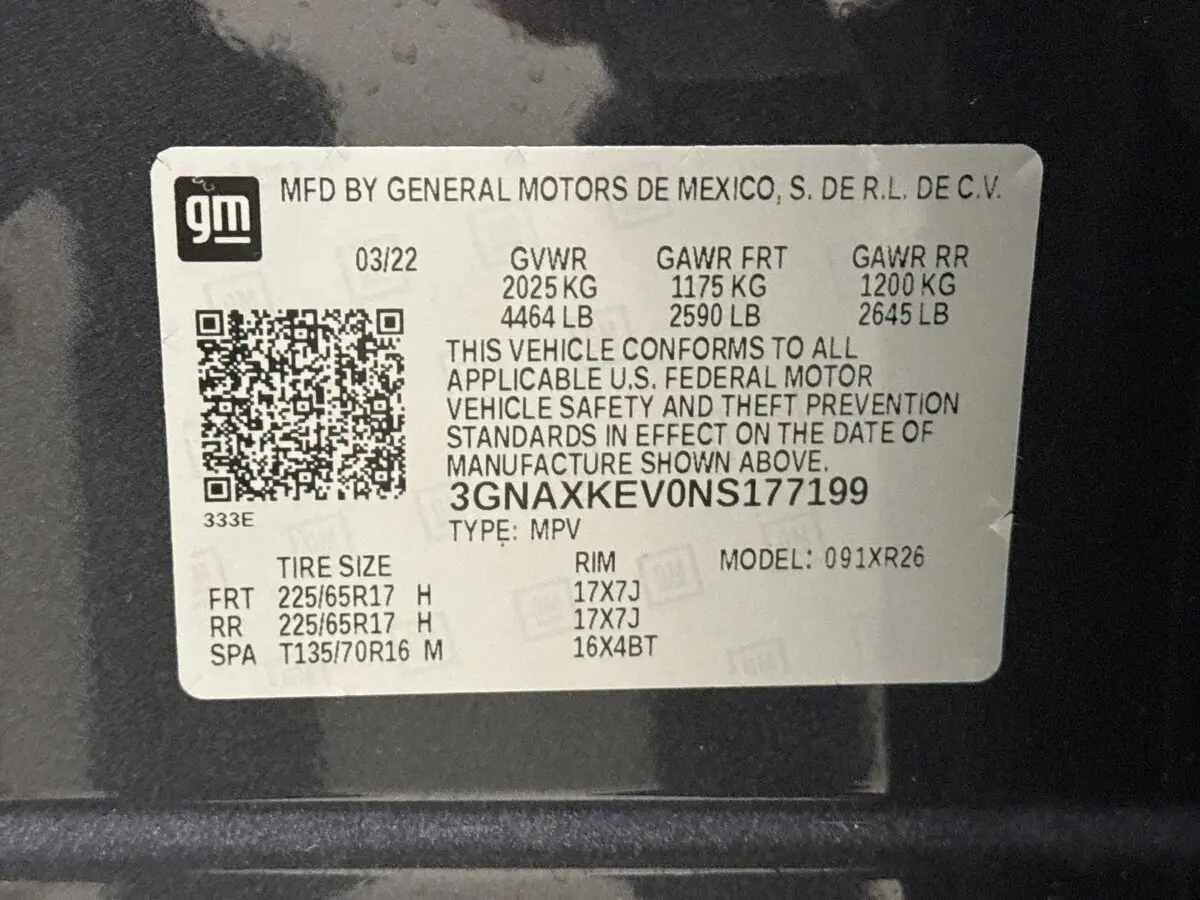 gm
MFD BY GENERAL MOTORS DE MEXICO, S. DE R.L. DE C.V.
03/22 GVWR GAWR FRT GAWR RR
2025 KG 1175 KG 1200 KG
4464 LB 2590 LB 2645 LB
THIS VEHICLE CONFORMS TO ALL
APPLICABLE U.S. FEDERAL MOTOR
VEHICLE SAFETY AND THEFT PREVENTION
STANDARDS IN EFFECT ON THE DATE OF
MANUFACTURE SHOWN ABOVE.
3GNAXKEV0NS177199
333E
TYPE: MPV
TIRE SIZE RIM MODEL: 091XR26
FRT 225/65R17 H 17X7J
RR 225/65R17 H 17X7J
SPA T135/70R16 M 16X4BT